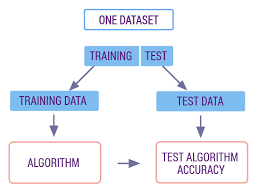 ONE DATASET
TRAINING TEST
TRAINING DATA
TEST DATA
ALGORITHM
TEST ALGORITHM
ACCURACY